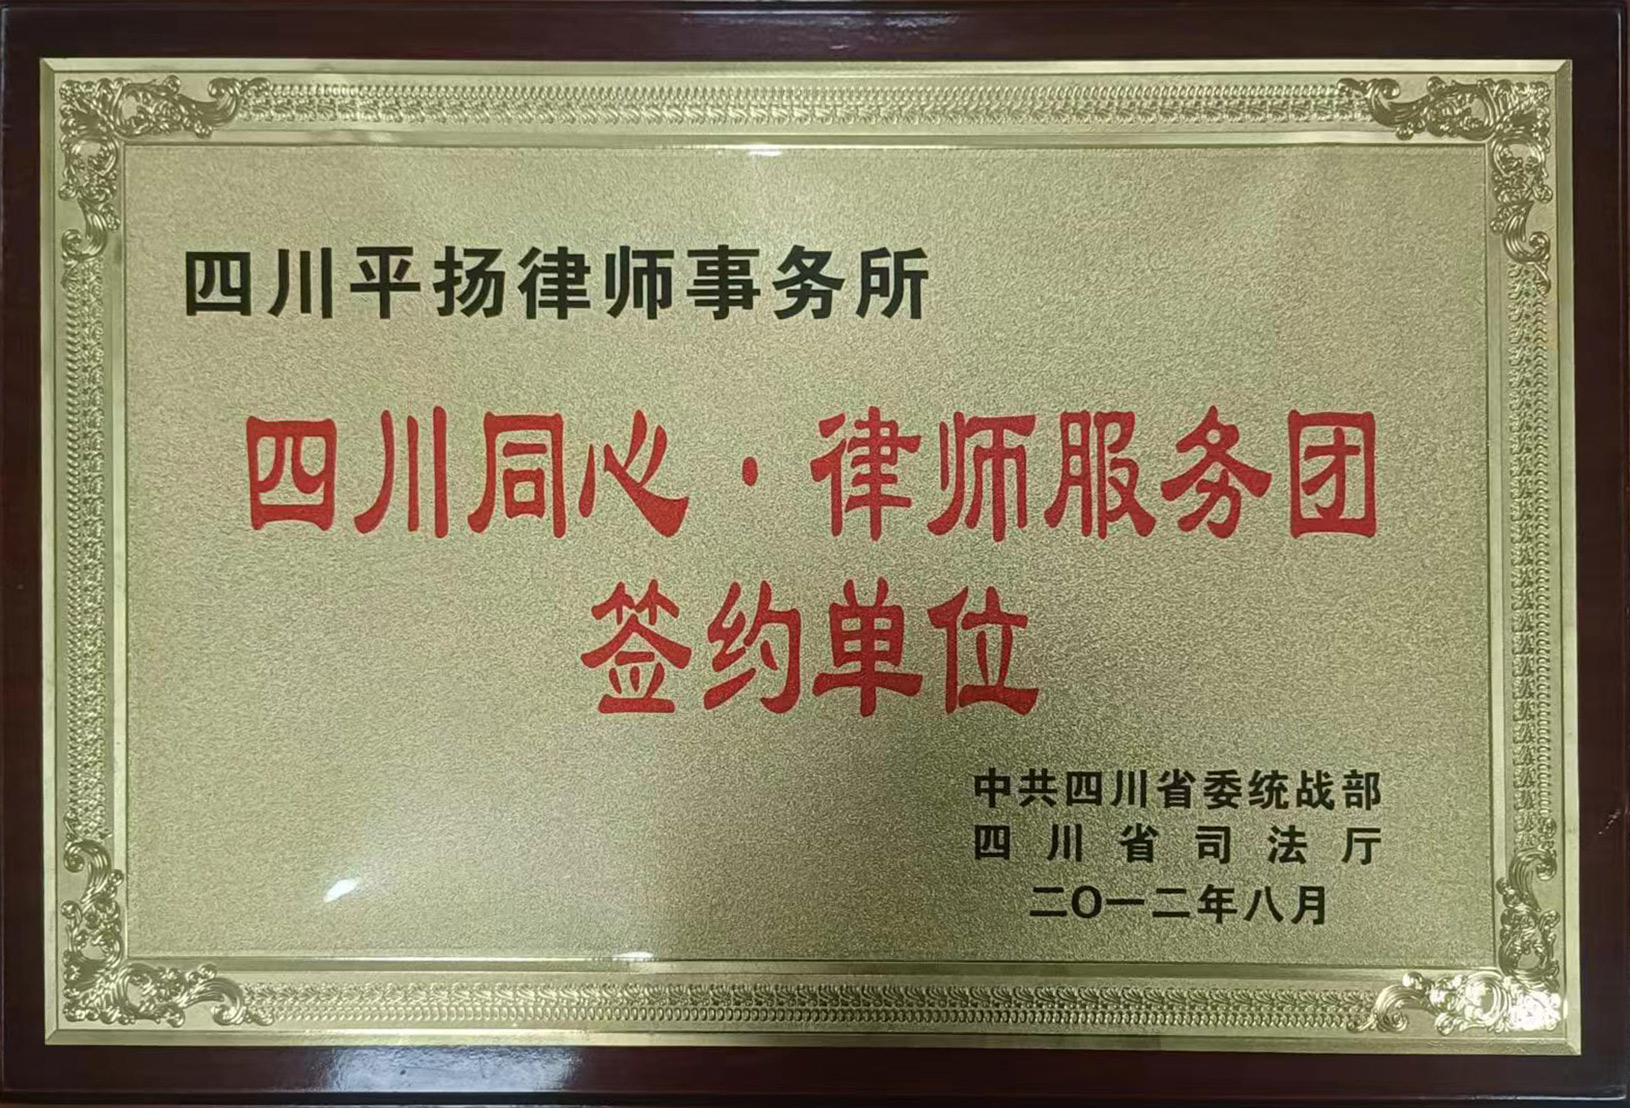 四川平扬律师事务所
四川同心·律师服务团
签约单位
中共四川省委统战部
四川省司法厅
二〇一二年八月